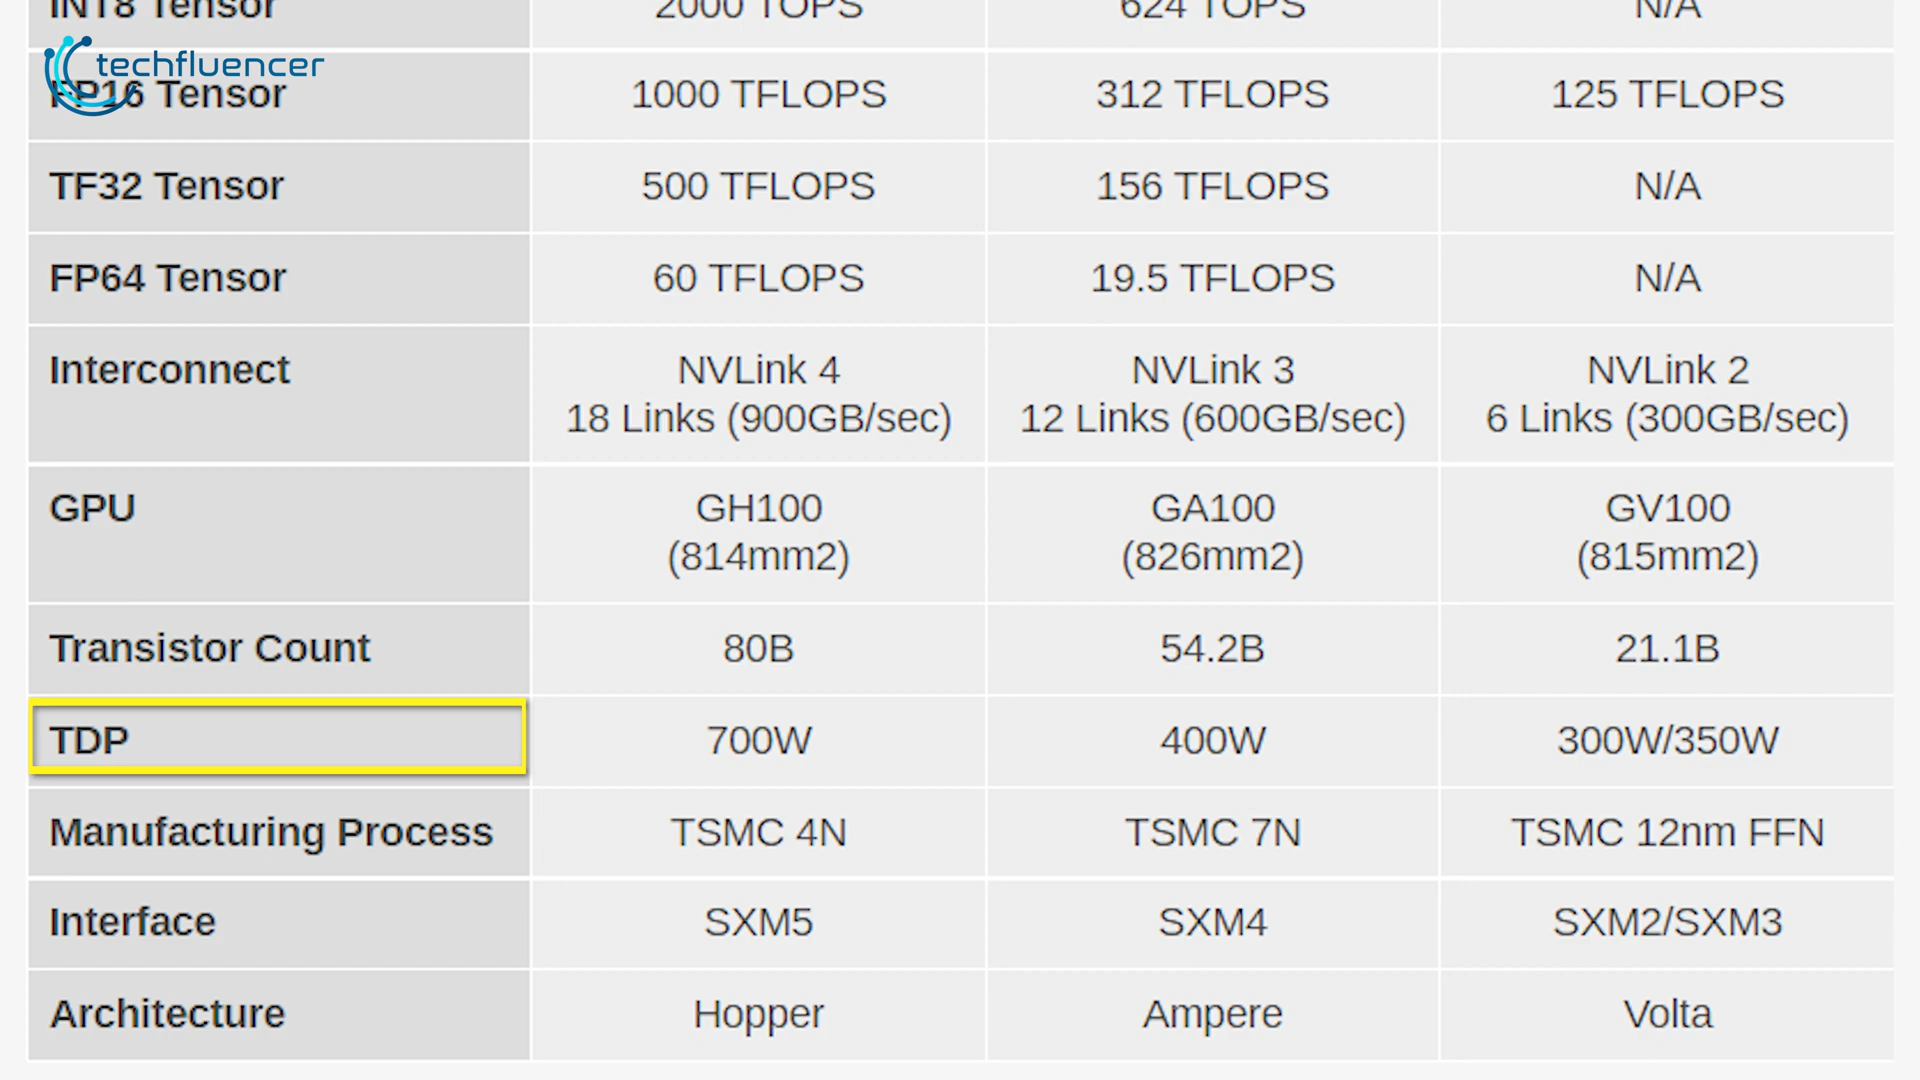 INT8 Tensor 2000 TOPS 624 TOPS N/A
techfluencer
FP16 Tensor 1000 TFLOPS 312 TFLOPS 125 TFLOPS
TF32 Tensor 500 TFLOPS 156 TFLOPS N/A
FP64 Tensor 60 TFLOPS 19.5 TFLOPS N/A
Interconnect NVLink 4 NVLink 3 NVLink 2
18 Links (900GB/sec) 12 Links (600GB/sec) 6 Links (300GB/sec)
GPU GH100 GA100 GV100
(814mm2) (826mm2) (815mm2)
Transistor Count 80B 54.2B 21.1B
TDP 700W 400W 300W/350W
Manufacturing Process TSMC 4N TSMC 7N TSMC 12nm FFN
Interface SXM5 SXM4 SXM2/SXM3
Architecture Hopper Ampere Volta